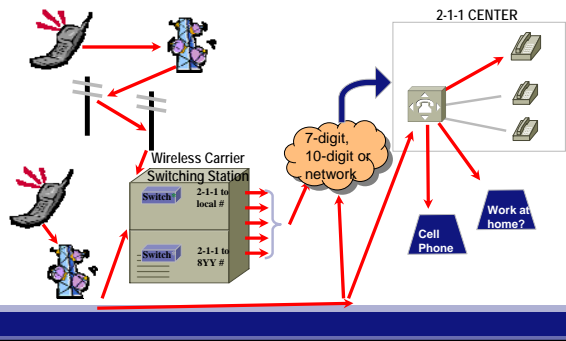 2-1-1 CENTER
7-digit,
10-digit or
network
Wireless Carrier
Switching Station
Switch
2-1-1 to
local #
Switch
2-1-1 to
8YY #
Cell
Phone
Work at
home?